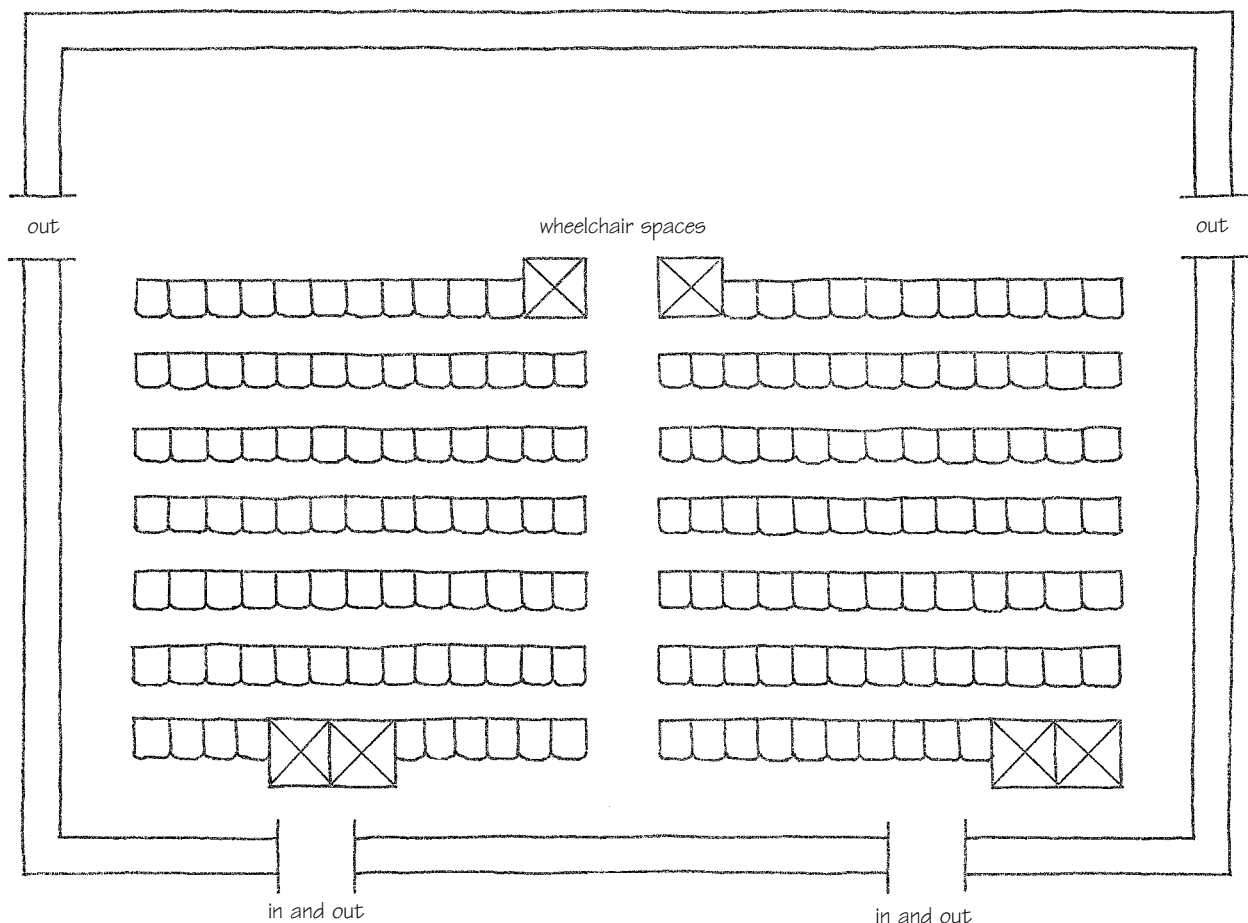 out
wheelchair spaces
out
in and out
in and out